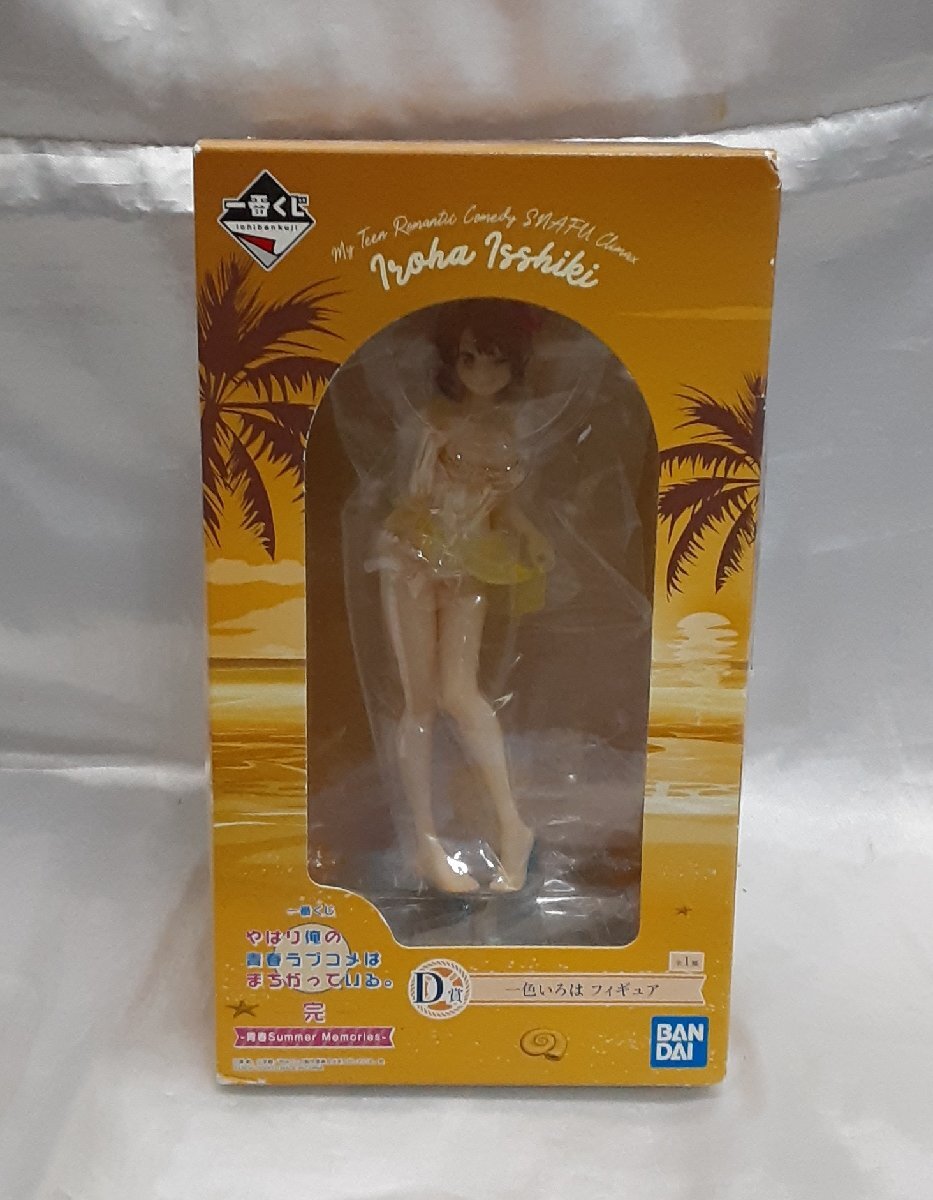 一番くじ
ichibankuji
My Teen Romantic Comedy SNAFU Climax
Iroha Isshiki
一番くじ
やはり俺の
青春ラブコメは
まちがっている。
完
-青春Summer Memories-
全1種
D賞
一色いろは フィギュア
BAN
DAI